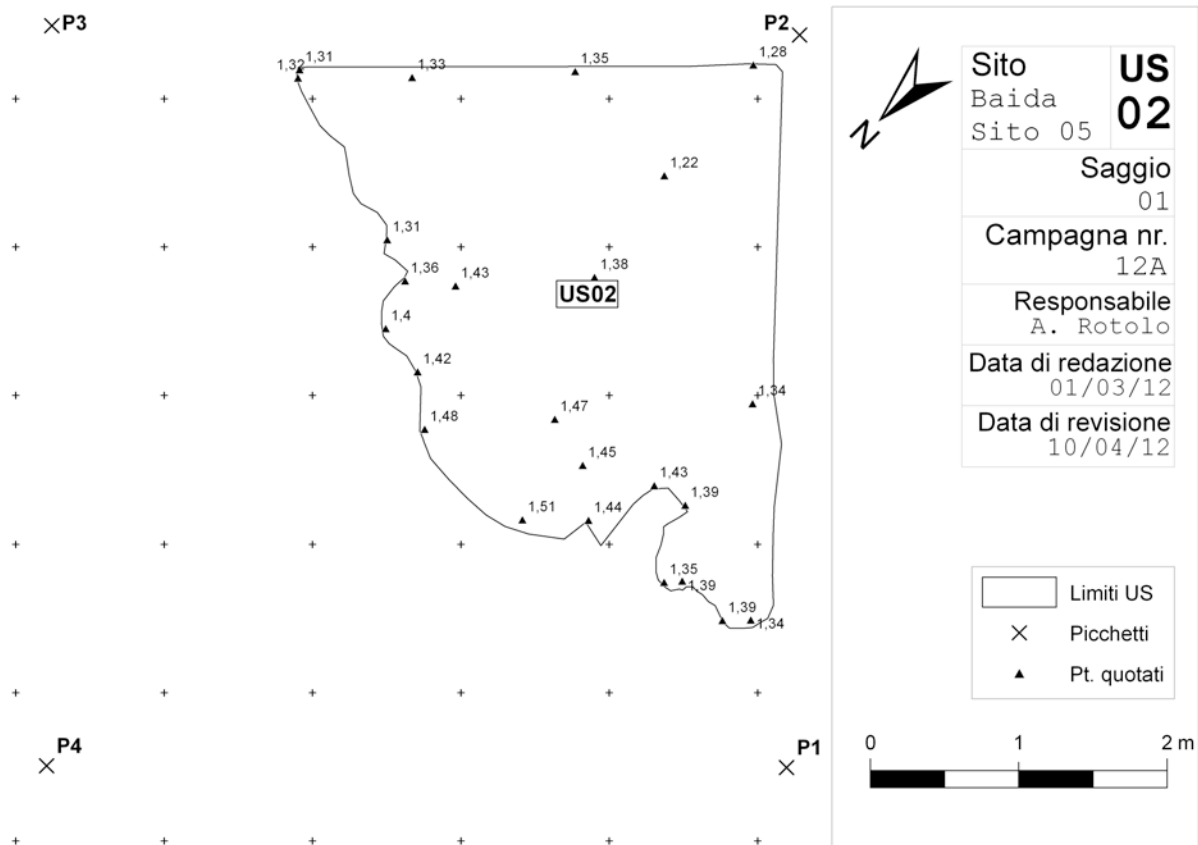 P3
P2
1,31
1,32
1,33
1,35
1,28
1,22
1,31
1,36
1,43
1,38
US02
1,4
1,42
1,34
1,47
1,48
1,45
1,43
1,39
1,51
1,44
1,35
1,39
1,39
1,34
P4
P1
N
Sito
Baida
Sito 05
US
02
Saggio
01
Campagna nr.
12A
Responsabile
A. Rotolo
Data di redazione
01/03/12
Data di revisione
10/04/12
Limiti US
Picchetti
Pt. quotati
0 1 2 m